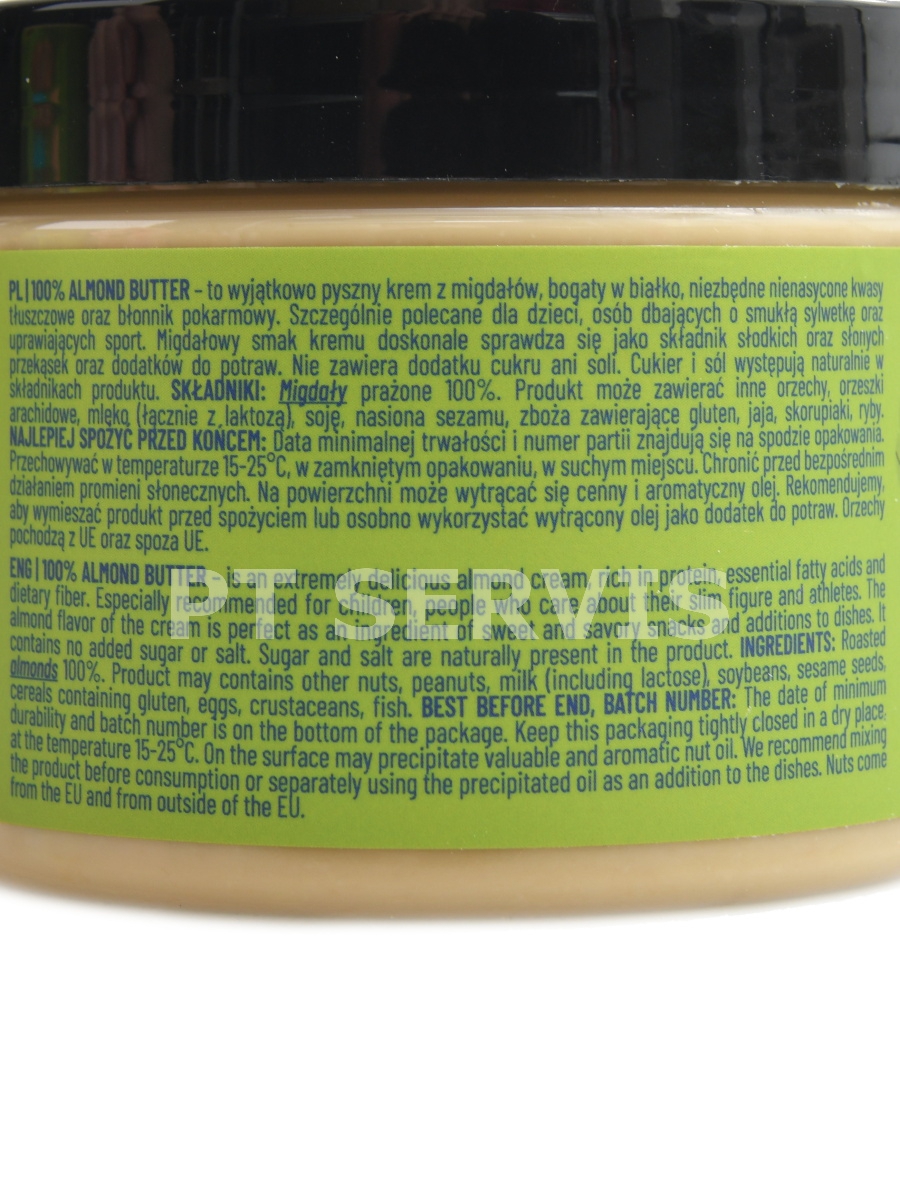 PL | 100% ALMOND BUTTER – to wyjątkowo pyszny krem z migdałów, bogaty w białko, niezbędne nienasycone kwasy
tłuszczowe oraz błonnik pokarmowy. Szczególnie polecane dla dzieci, osób dbających o smukłą sylwetkę oraz
uprawiających sport. Migdałowy smak kremu doskonale sprawdza się jako składnik słodkich oraz słonych
przekąsek oraz dodatków do potraw. Nie zawiera dodatku cukru ani soli. Cukier i sól występują naturalnie w
składnikach produktu. SKŁADNIKI: Migdały prażone 100%. Produkt może zawierać inne orzechy, orzeszki
arachidowe, mleko (łącznie z laktozą), soję, nasiona sezamu, zboża zawierające gluten, jaja, skorupiaki, ryby.
NAJLEPIEJ SPOŻYĆ PRZED KOŃCEM: Data minimalnej trwałości i numer partii znajdują się na spodzie opakowania.
Przechowywać w temperaturze 15-25°C, w zamkniętym opakowaniu, w suchym miejscu. Chronić przed bezpośrednim
działaniem promieni słonecznych. Na powierzchni może wytrącać się cenny i aromatyczny olej. Rekomendujemy,
aby wymieszać produkt przed spożyciem lub osobno wykorzystać wytrącony olej jako dodatek do potraw. Orzechy
pochodzą z UE oraz spoza UE.
ENG | 100% ALMOND BUTTER – is an extremely delicious almond cream, rich in protein, essential fatty acids and
dietary fiber. Especially recommended for children, people who care about their slim figure and athletes. The
almond flavor of the cream is perfect as an ingredient of sweet and savory snacks and additions to dishes. It
contains no added sugar or salt. Sugar and salt are naturally present in the product. INGREDIENTS: Roasted
almonds 100%. Product may contains other nuts, peanuts, milk (including lactose), soybeans, sesame seeds,
cereals containing gluten, eggs, crustaceans, fish. BEST BEFORE END, BATCH NUMBER: The date of minimum
durability and batch number is on the bottom of the package. Keep this packaging tightly closed in a dry place,
at the temperature 15-25°C. On the surface may precipitate valuable and aromatic nut oil. We recommend mixing
the product before consumption or separately using the precipitated oil as an addition to the dishes. Nuts come
from the EU and from outside of the EU.
PT SERVIS